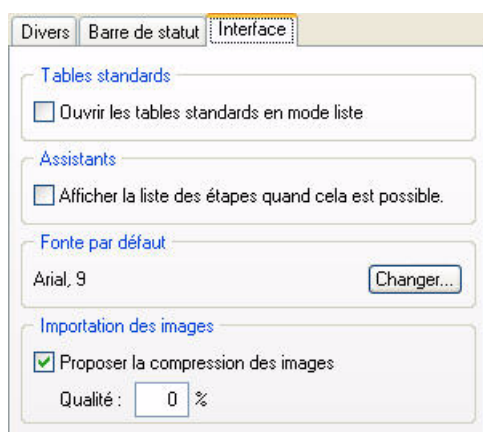 Divers Barre de statut Interface
Tables standards
Ouvrir les tables standards en mode liste
Assistants
Afficher la liste des étapes quand cela est possible.
Fonte par défaut
Arial, 9 Changer...
Importation des images
Proposer la compression des images
Qualité : 0 %